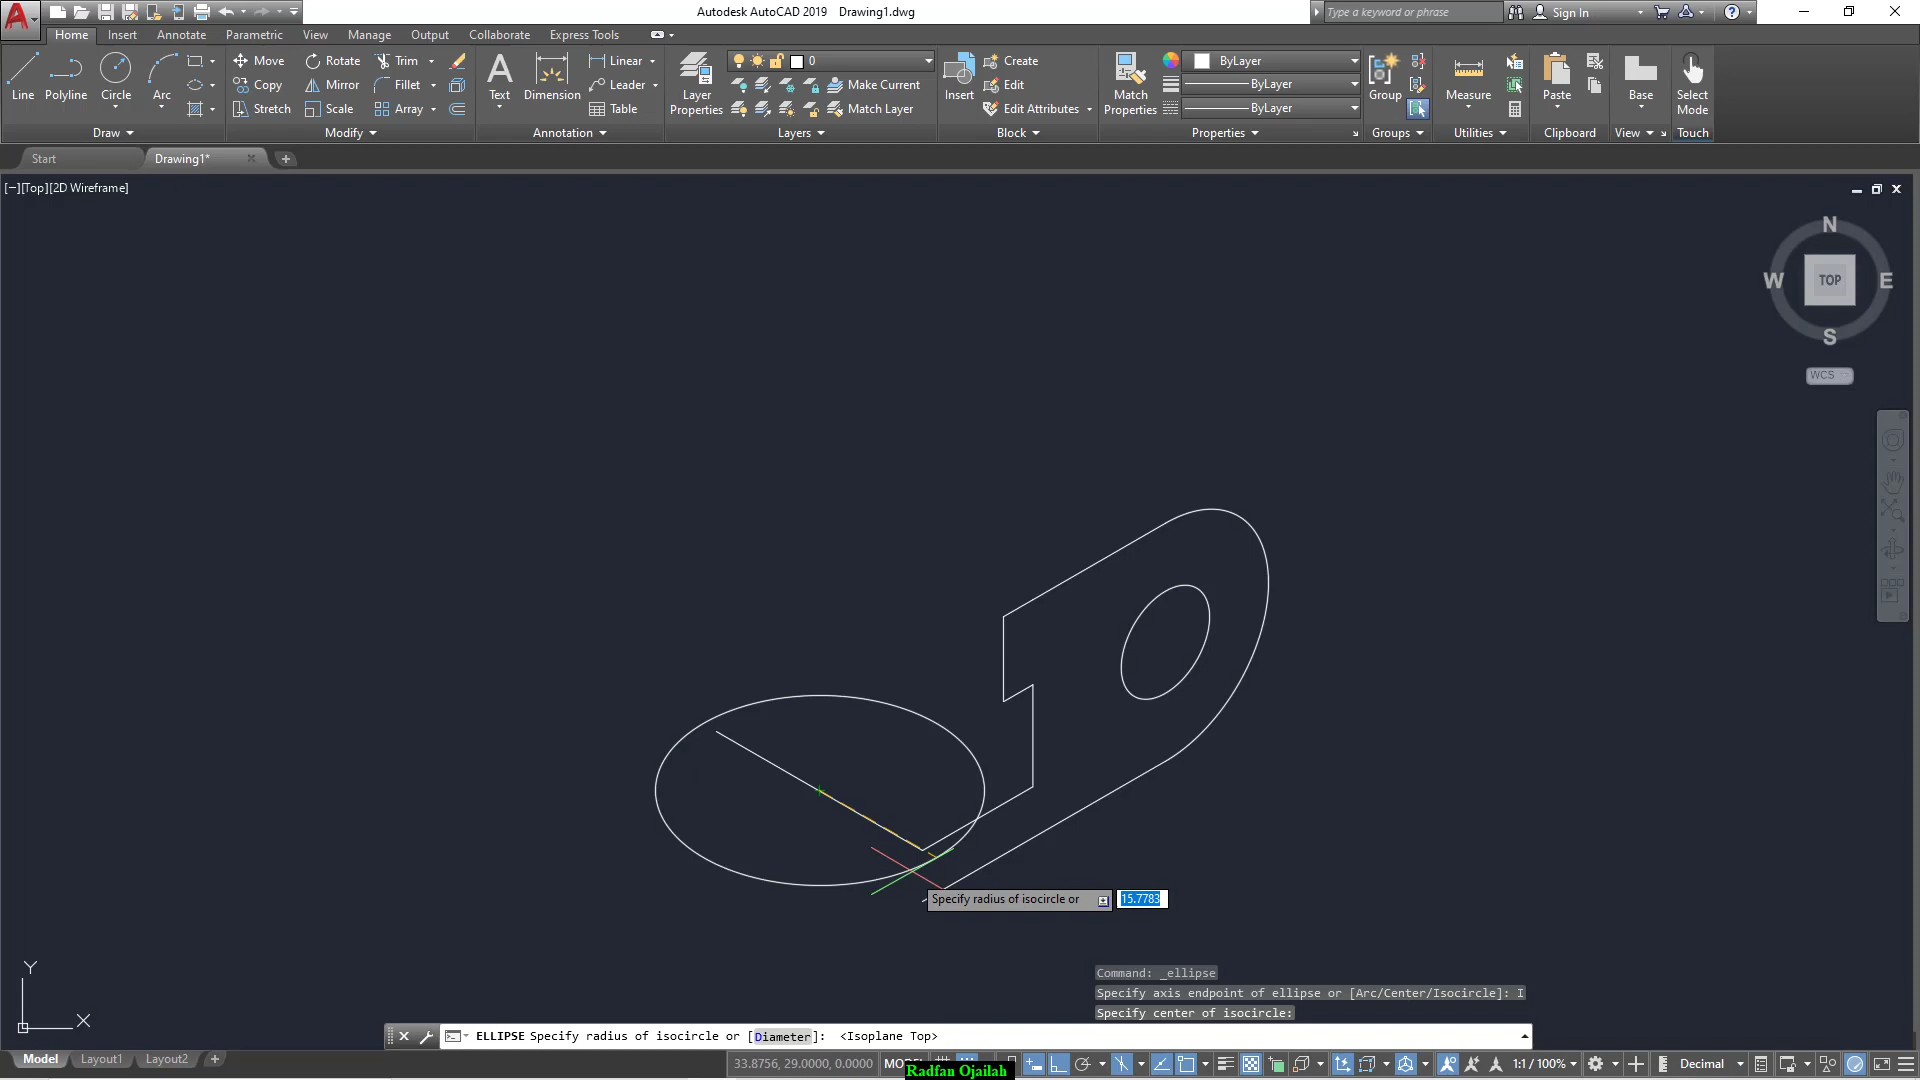 Autodesk AutoCAD 2019 Drawing1.dwg
Type a keyword or phrase
Sign In
Home Insert Annotate Parametric View Manage Output Collaborate Express Tools
Line Polyline Circle Arc
Move Rotate Trim
Copy Mirror Fillet
Stretch Scale Array
Text Dimension
Linear
Leader
Table
Layer Properties
0
Make Current
Match Layer
Insert
Create
Edit
Edit Attributes
Match Properties
ByLayer
ByLayer
ByLayer
Group
Measure
Paste
Base
Select Mode
Draw Modify Annotation Layers Block Properties Groups Utilities Clipboard View Touch
Start Drawing1*
[−][Top][2D Wireframe]
N
W TOP E
S
WCS
Specify radius of isocircle or 15.7783
Y
X
Command: _ellipse
Specify axis endpoint of ellipse or [Arc/Center/Isocircle]: I
Specify center of isocircle:
ELLIPSE Specify radius of isocircle or [Diameter]: <Isoplane Top>
Model Layout1 Layout2
33.8756, 29.0000, 0.0000
1:1 / 100%
Decimal
Radfan Ojailah